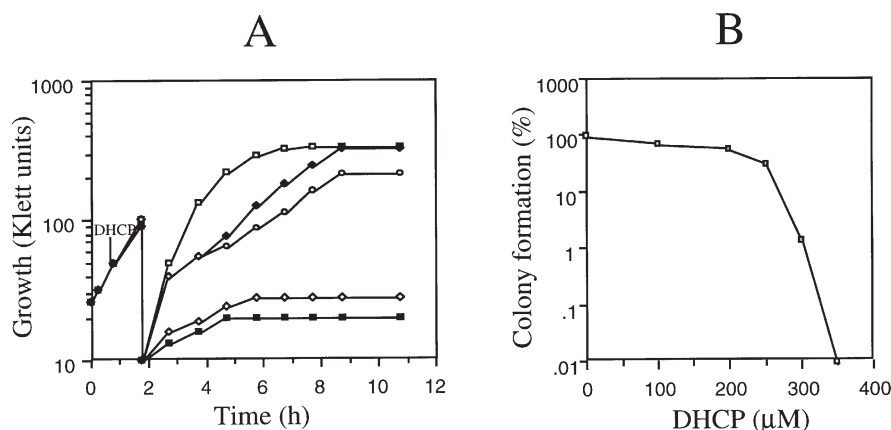 A
B
1000
100
10
Growth (Klett units)
DHCP
0 2 4 6 8 10 12
Time (h)
1000
100
10
1
.1
.01
Colony formation (%)
0 100 200 300 400
DHCP (μM)